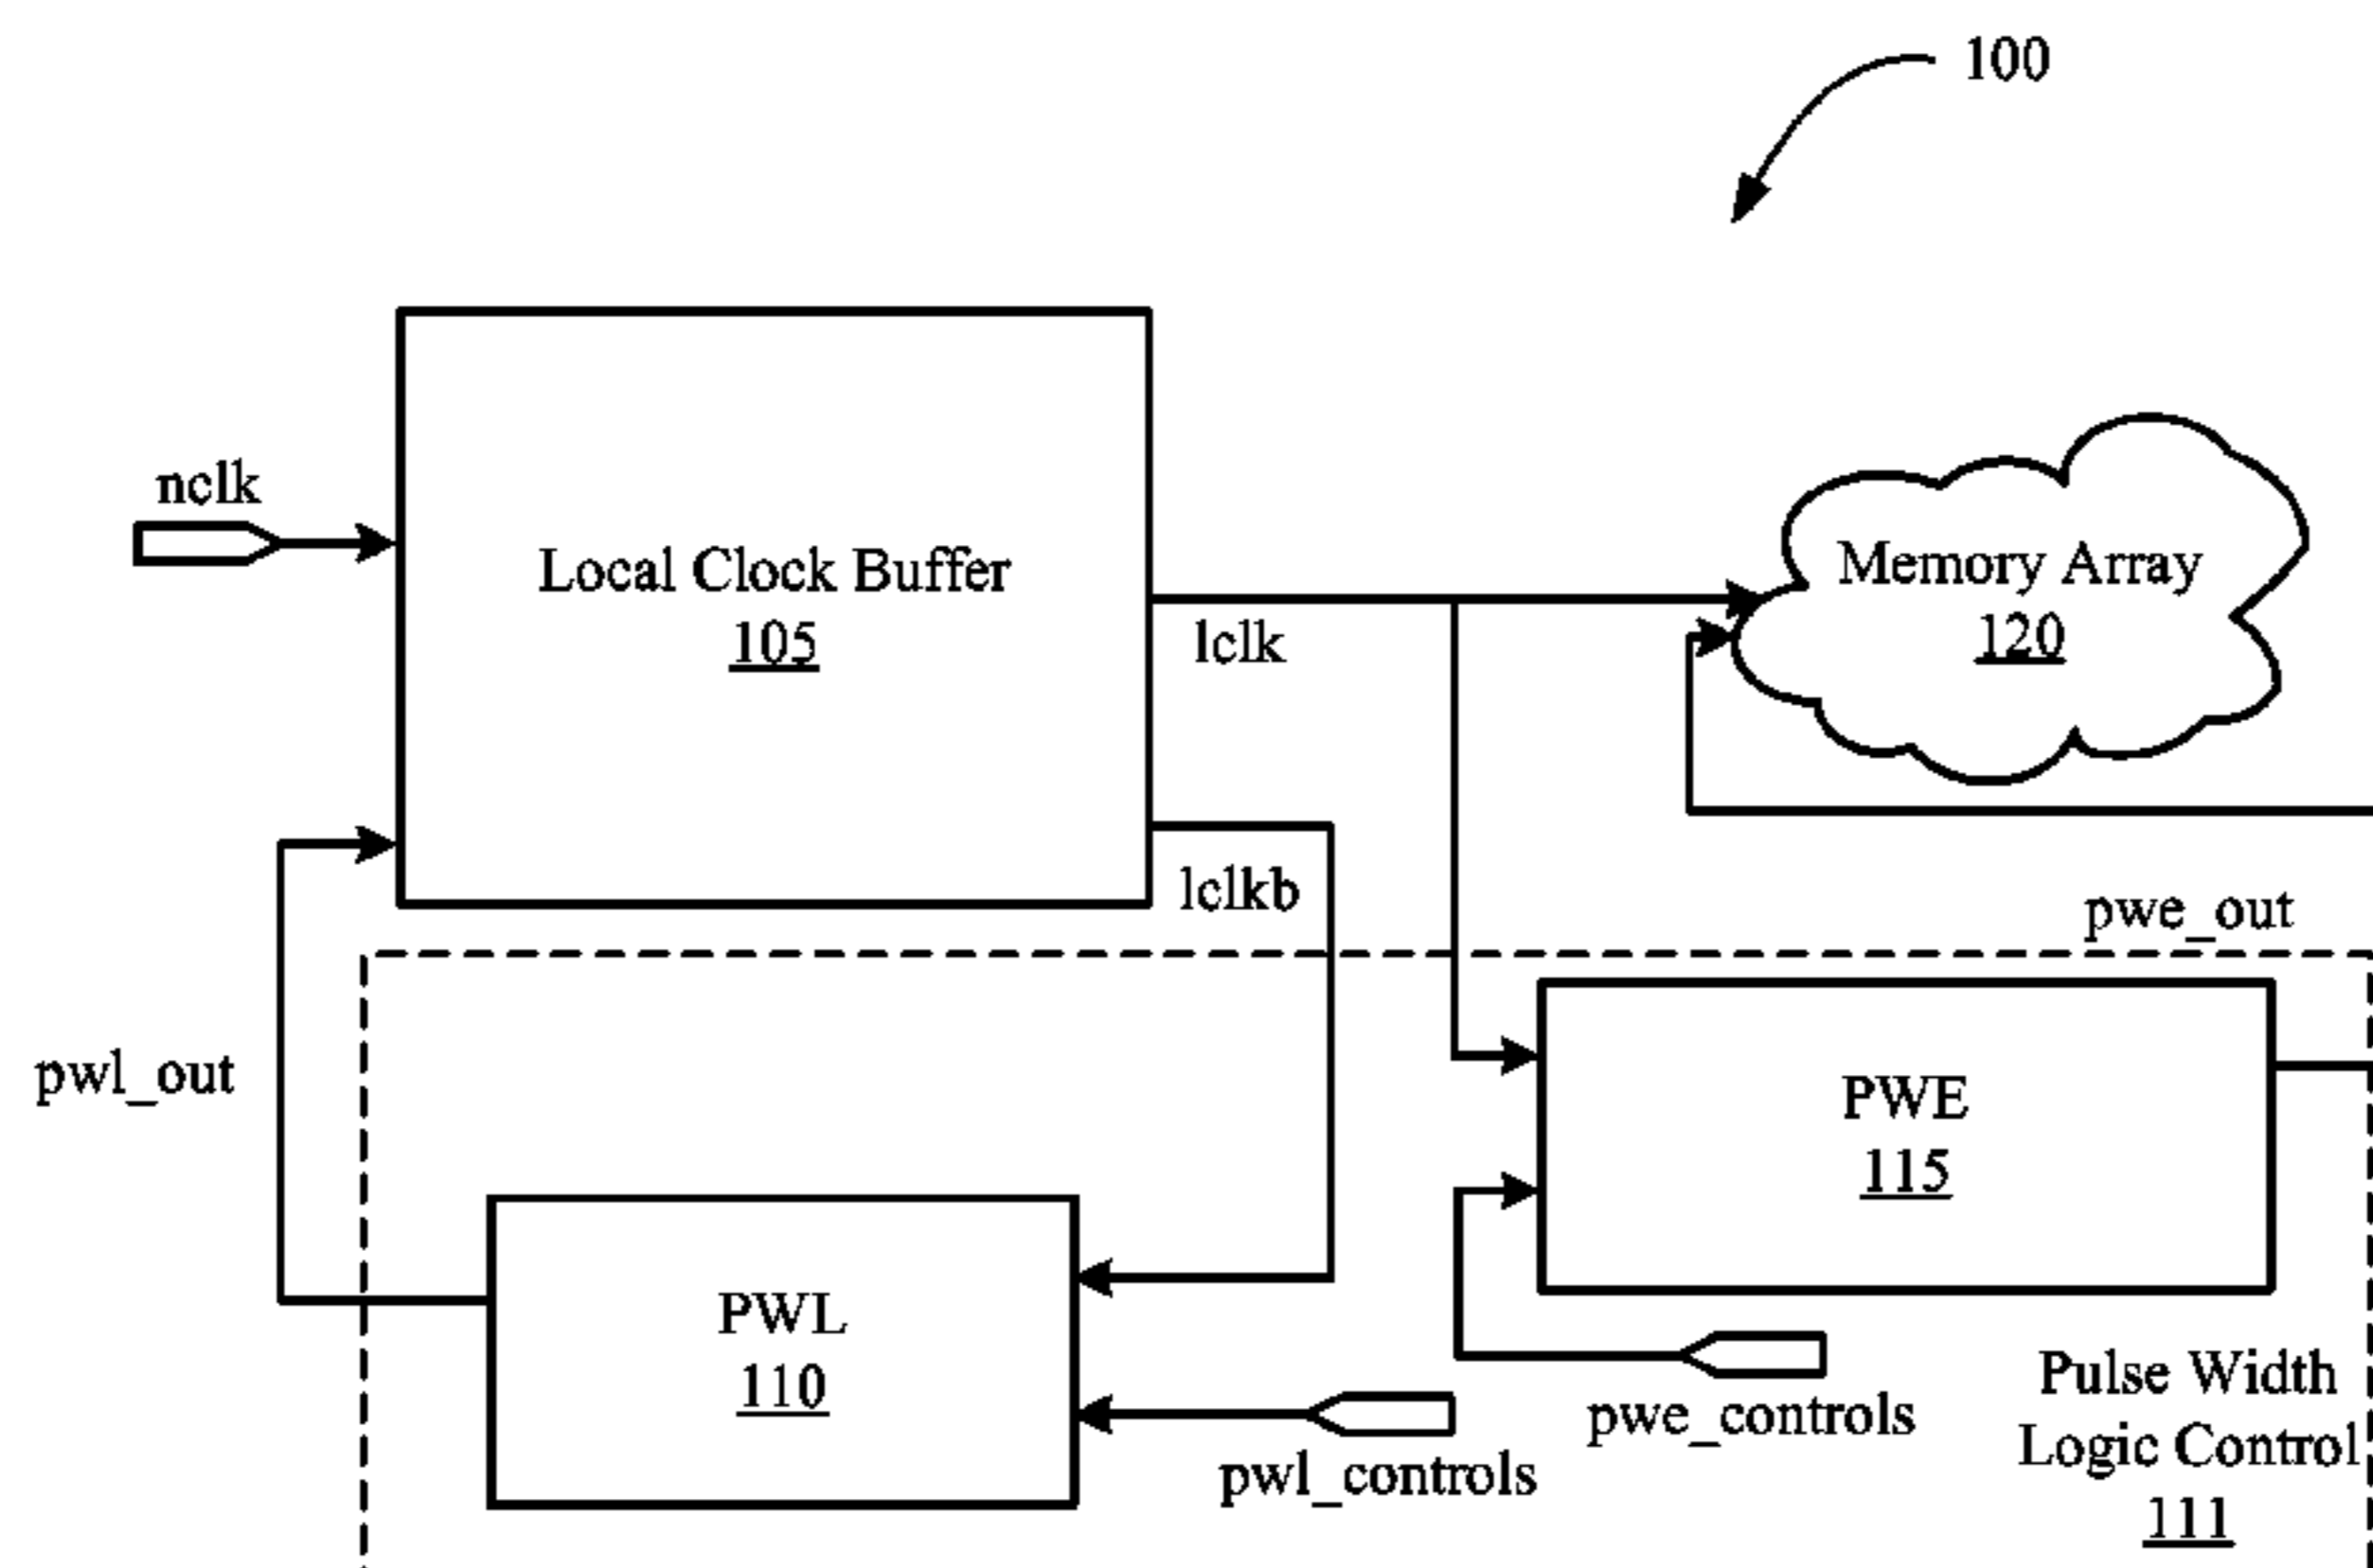 100
nclk
Local Clock Buffer
105
lclk
Memory Array
120
lclkb
pwe_out
pwl_out
PWE
115
PWL
110
pwe_controls
pwl_controls
Pulse Width
Logic Control
111